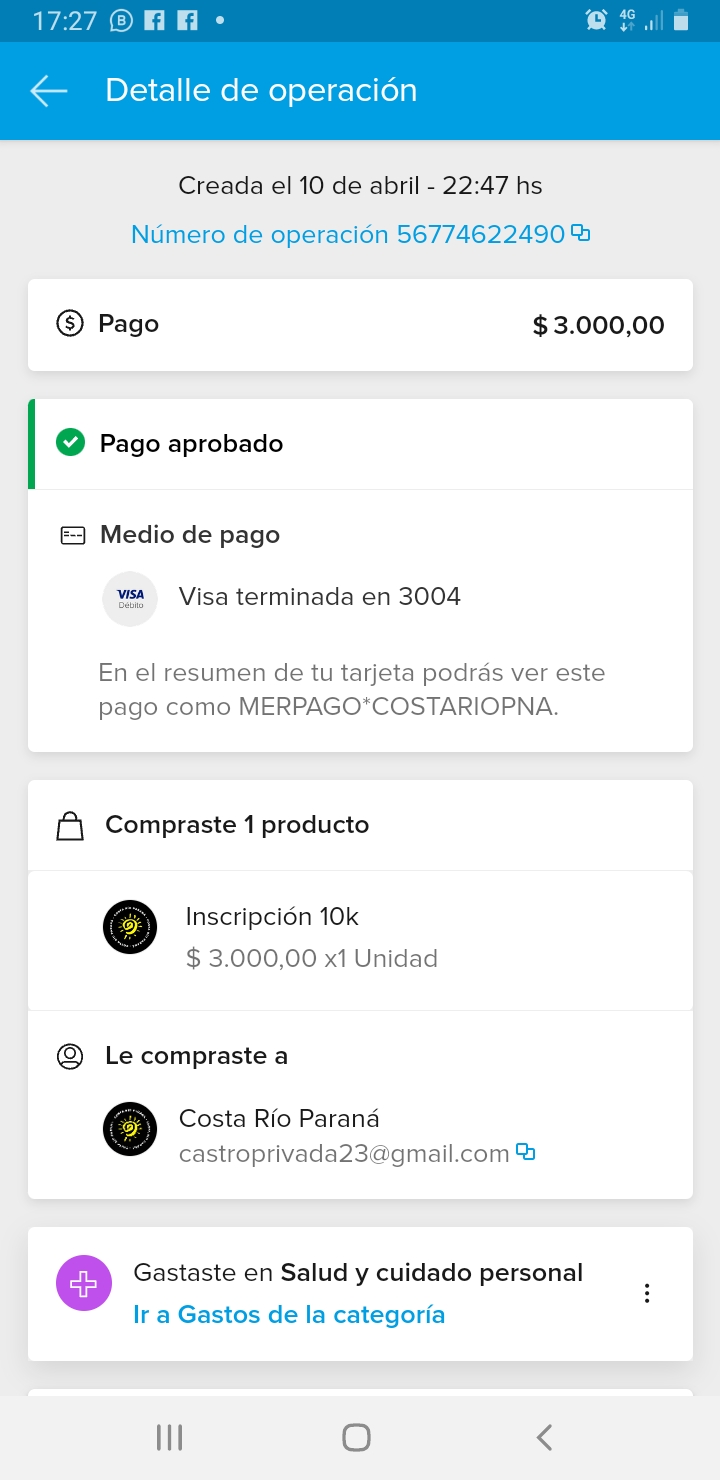 17:27
4G
Detalle de operación
Creada el 10 de abril - 22:47 hs
Número de operación 56774622490
Pago
$ 3.000,00
Pago aprobado
Medio de pago
VISA
Débito
Visa terminada en 3004
En el resumen de tu tarjeta podrás ver este
pago como MERPAGO*COSTARIOPNA.
Compraste 1 producto
Inscripción 10k
$ 3.000,00 x1 Unidad
Le compraste a
Costa Río Paraná
castroprivada23@gmail.com
Gastaste en Salud y cuidado personal
Ir a Gastos de la categoría